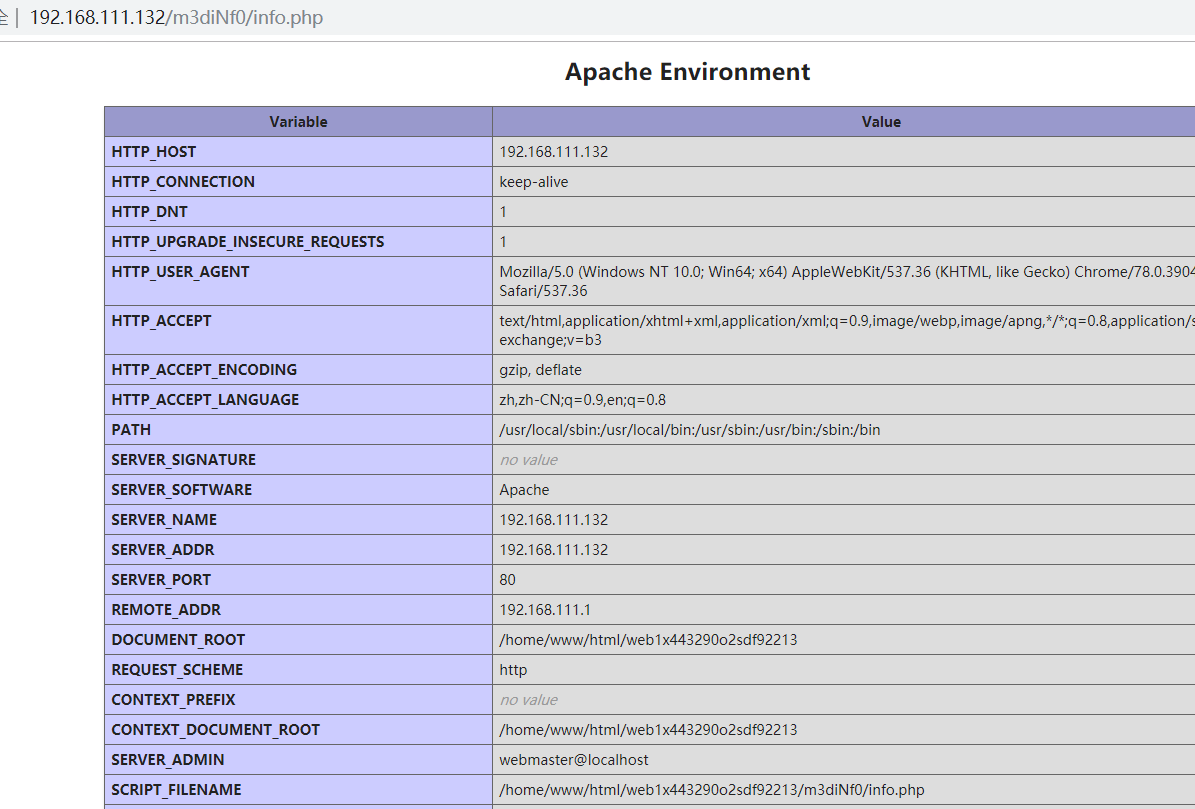 全 | 192.168.111.132/m3diNf0/info.php
Apache Environment
Variable Value
HTTP_HOST 192.168.111.132
HTTP_CONNECTION keep-alive
HTTP_DNT 1
HTTP_UPGRADE_INSECURE_REQUESTS 1
HTTP_USER_AGENT Mozilla/5.0 (Windows NT 10.0; Win64; x64) AppleWebKit/537.36 (KHTML, like Gecko) Chrome/78.0.3904
Safari/537.36
HTTP_ACCEPT text/html,application/xhtml+xml,application/xml;q=0.9,image/webp,image/apng,*/*;q=0.8,application/s
exchange;v=b3
HTTP_ACCEPT_ENCODING gzip, deflate
HTTP_ACCEPT_LANGUAGE zh,zh-CN;q=0.9,en;q=0.8
PATH /usr/local/sbin:/usr/local/bin:/usr/sbin:/usr/bin:/sbin:/bin
SERVER_SIGNATURE no value
SERVER_SOFTWARE Apache
SERVER_NAME 192.168.111.132
SERVER_ADDR 192.168.111.132
SERVER_PORT 80
REMOTE_ADDR 192.168.111.1
DOCUMENT_ROOT /home/www/html/web1x443290o2sdf92213
REQUEST_SCHEME http
CONTEXT_PREFIX no value
CONTEXT_DOCUMENT_ROOT /home/www/html/web1x443290o2sdf92213
SERVER_ADMIN webmaster@localhost
SCRIPT_FILENAME /home/www/html/web1x443290o2sdf92213/m3diNf0/info.php